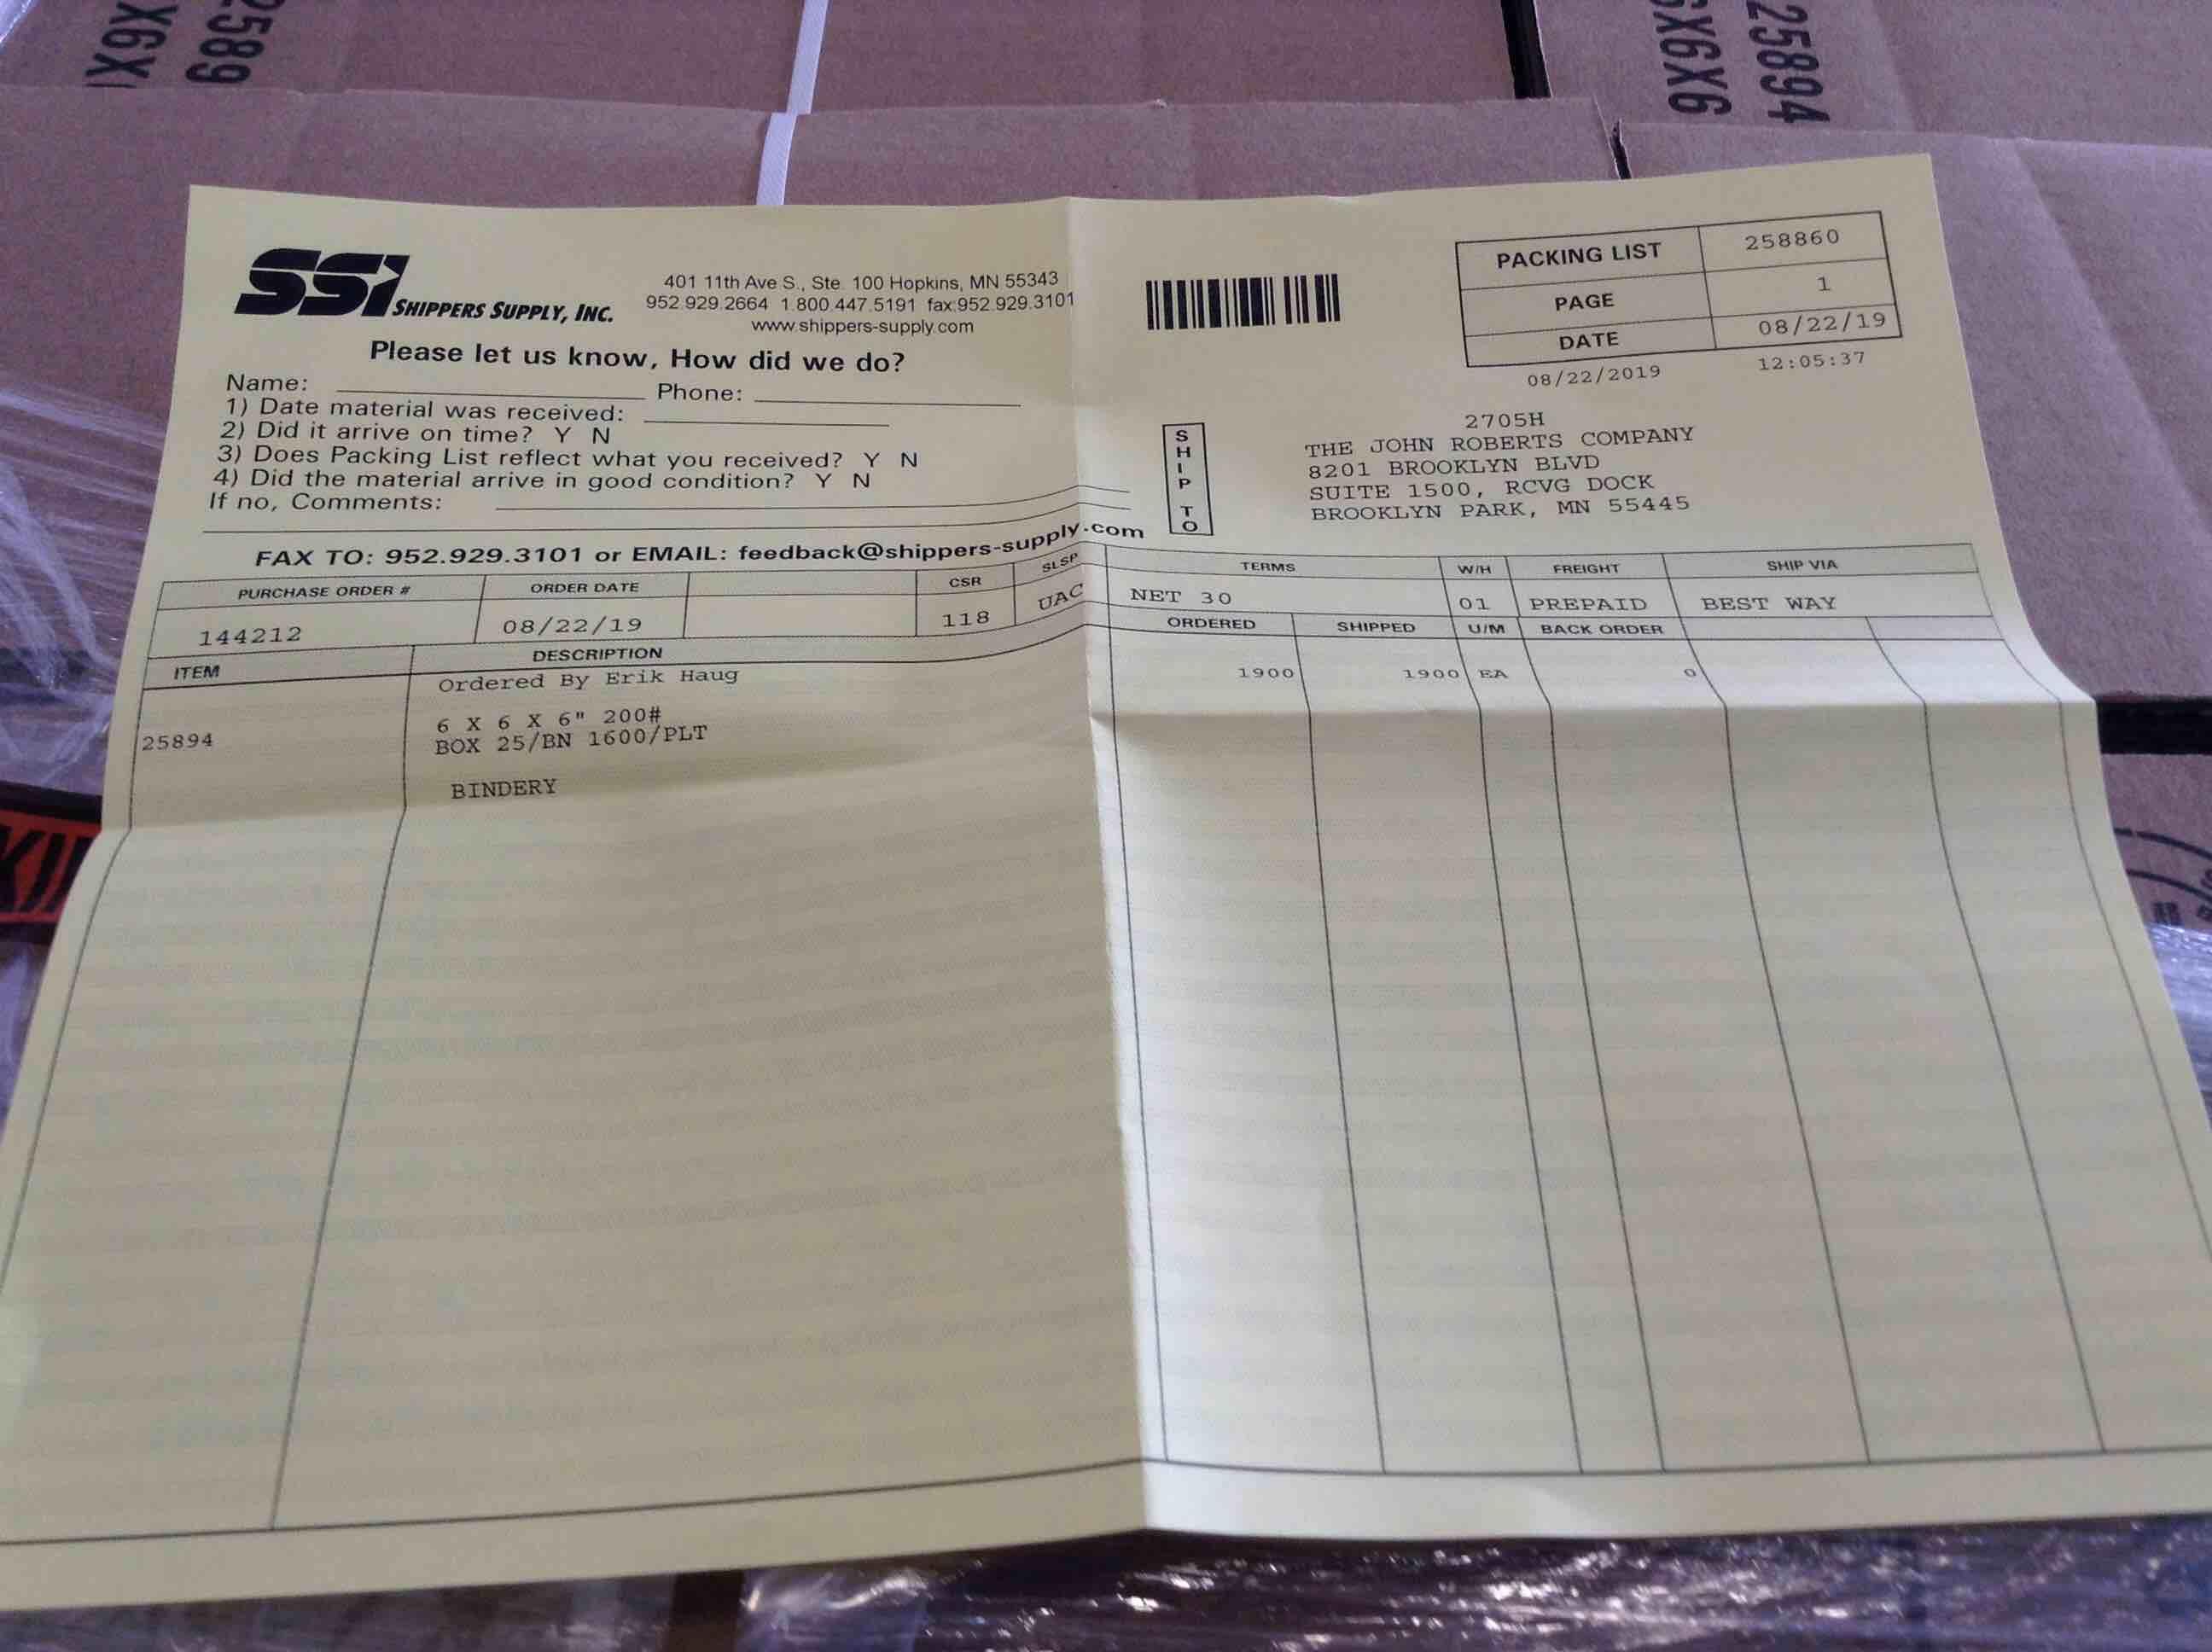 2589
X6X
25894
6X6X6
SSI SHIPPERS SUPPLY, INC.
401 11th Ave S., Ste. 100 Hopkins, MN 55343
952.929.2664 1.800.447.5191 fax:952.929.3101
www.shippers-supply.com
Please let us know, How did we do?
Name: Phone:
1) Date material was received:
2) Did it arrive on time? Y N
3) Does Packing List reflect what you received? Y N
4) Did the material arrive in good condition? Y N
If no, Comments:
FAX TO: 952.929.3101 or EMAIL: feedback@shippers-supply.com
PACKING LIST 258860
PAGE 1
DATE 08/22/19
08/22/2019 12:05:37
SHIP TO
2705H
THE JOHN ROBERTS COMPANY
8201 BROOKLYN BLVD
SUITE 1500, RCVG DOCK
BROOKLYN PARK, MN 55445
PURCHASE ORDER # ORDER DATE CSR SLSP TERMS W/H FREIGHT SHIP VIA
144212 08/22/19 118 UAC NET 30 01 PREPAID BEST WAY
ITEM DESCRIPTION ORDERED SHIPPED U/M BACK ORDER
Ordered By Erik Haug 1900 1900 EA 0
6 X 6 X 6" 200#
25894 BOX 25/BN 1600/PLT
BINDERY
KI